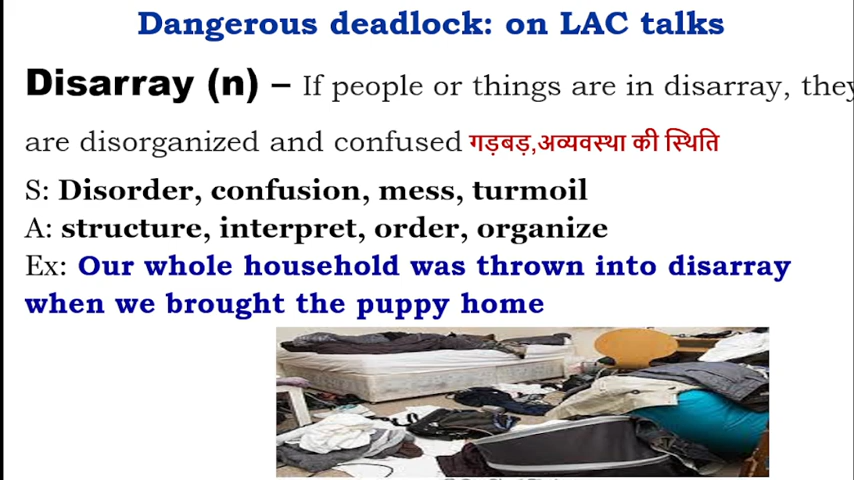 Dangerous deadlock: on LAC talks
Disarray (n) – If people or things are in disarray, they
are disorganized and confused गड़बड़,अव्यवस्था की स्थिति
S: Disorder, confusion, mess, turmoil
A: structure, interpret, order, organize
Ex: Our whole household was thrown into disarray
when we brought the puppy home